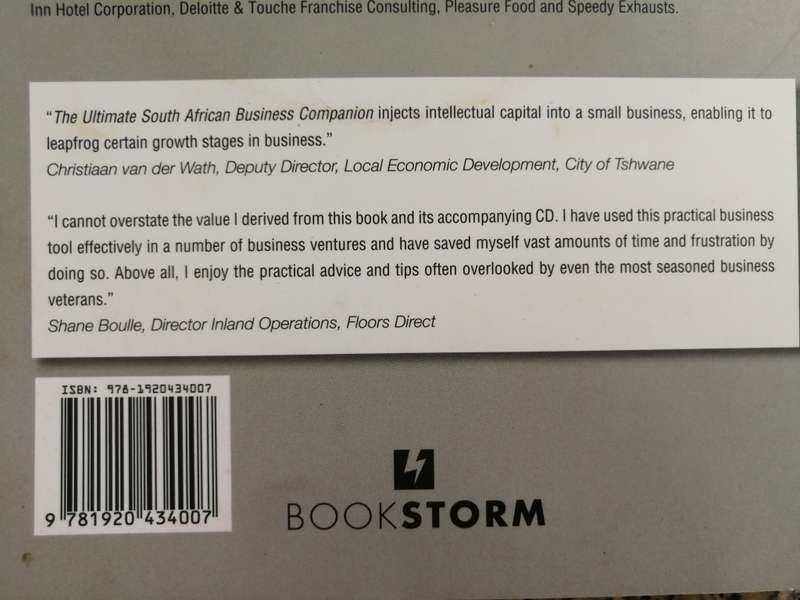 Inn Hotel Corporation, Deloitte & Touche Franchise Consulting, Pleasure Food and Speedy Exhausts.
“The Ultimate South African Business Companion injects intellectual capital into a small business, enabling it to
leapfrog certain growth stages in business.”
Christiaan van der Wath, Deputy Director, Local Economic Development, City of Tshwane
“I cannot overstate the value I derived from this book and its accompanying CD. I have used this practical business
tool effectively in a number of business ventures and have saved myself vast amounts of time and frustration by
doing so. Above all, I enjoy the practical advice and tips often overlooked by even the most seasoned business
veterans.”
Shane Boulle, Director Inland Operations, Floors Direct
ISBN: 978-1920434007
9 781920 434007
BOOKSTORM